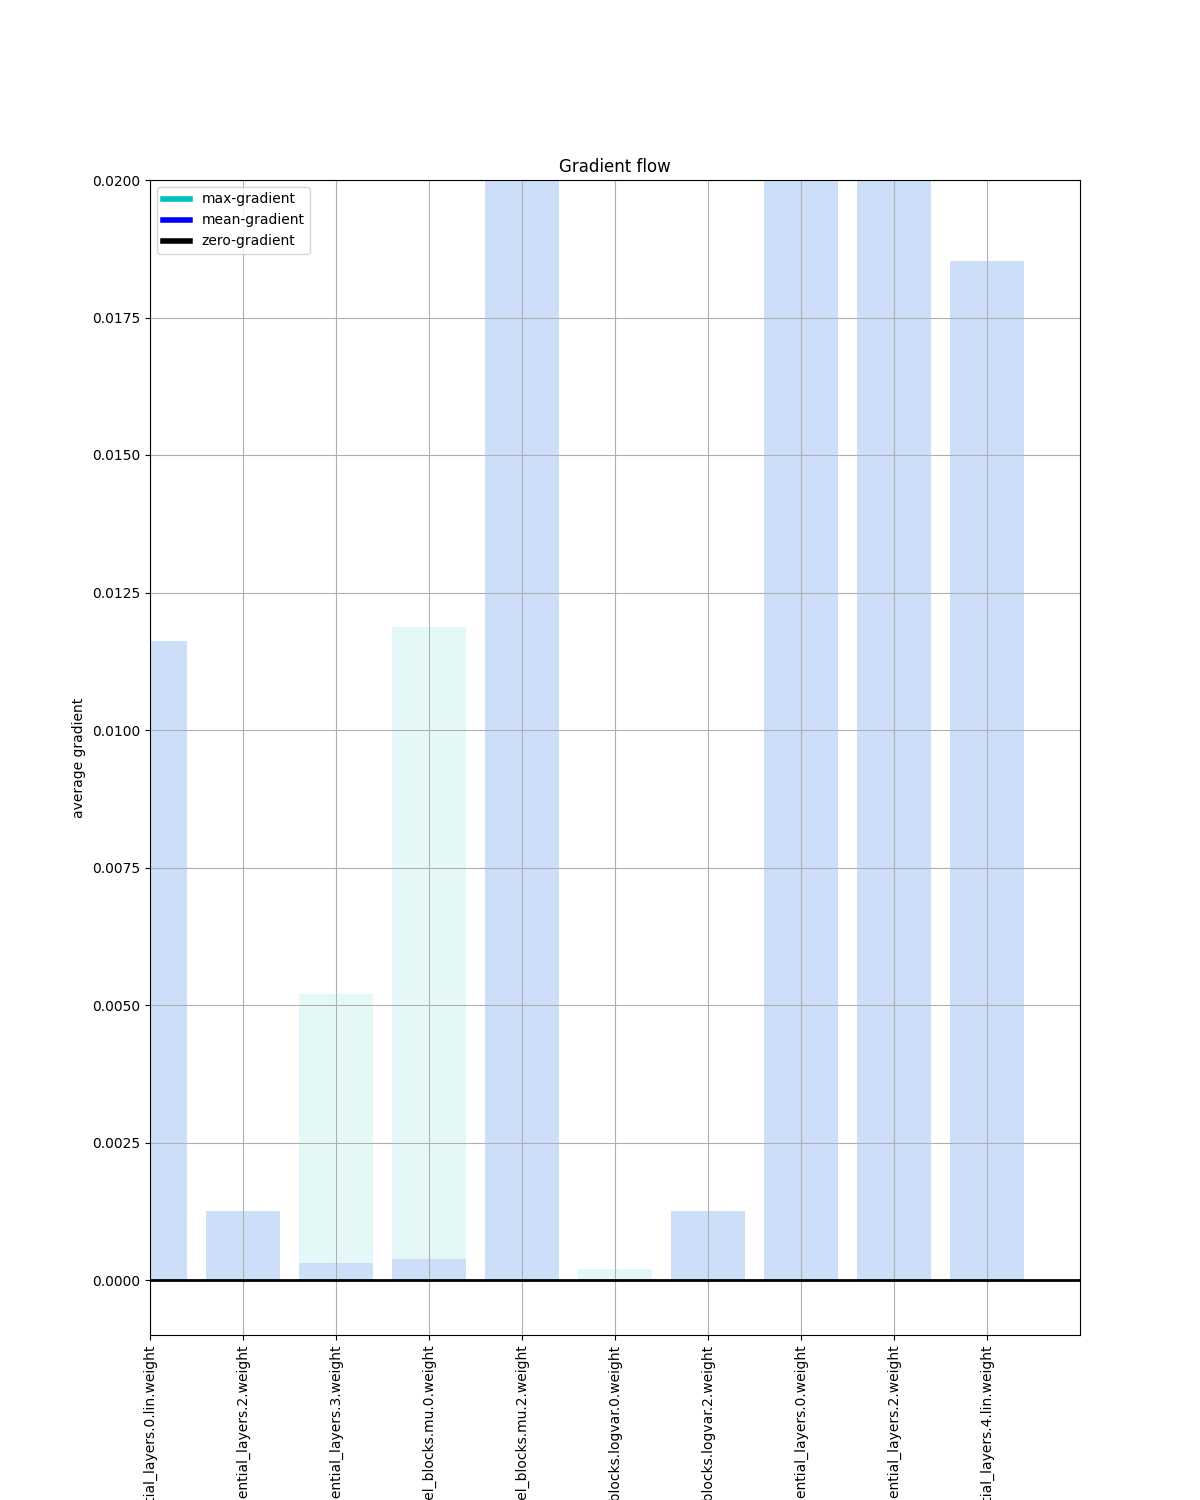 Gradient flow
max-gradient
mean-gradient
zero-gradient
0.0200
0.0175
0.0150
0.0125
0.0100
0.0075
0.0050
0.0025
0.0000
average gradient
tial_layers.0.lin.weight
ential_layers.2.weight
ential_layers.3.weight
el_blocks.mu.0.weight
el_blocks.mu.2.weight
blocks.logvar.0.weight
blocks.logvar.2.weight
ential_layers.0.weight
ential_layers.2.weight
tial_layers.4.lin.weight